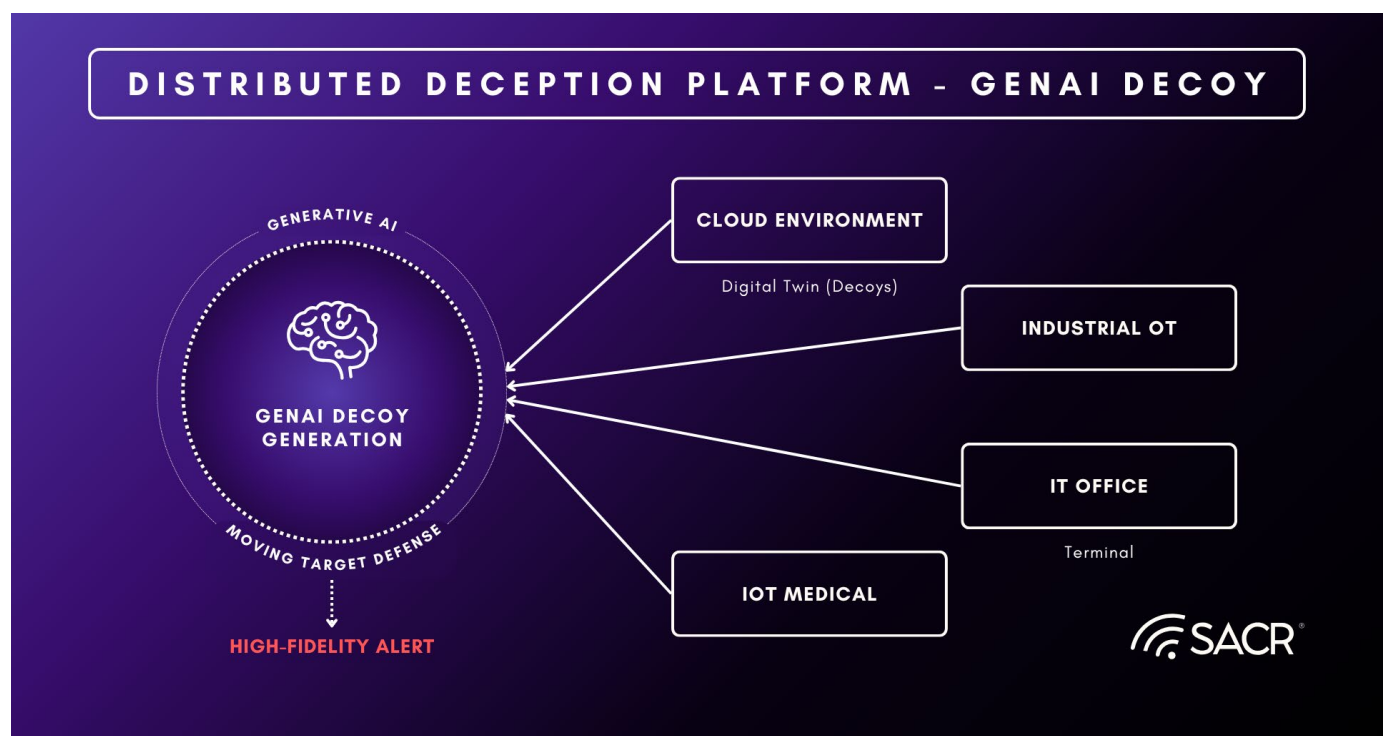 DISTRIBUTED DECEPTION PLATFORM - GENAI DECOY
GENERATIVE AI
GENAI DECOY
GENERATION
MOVING TARGET DEFENSE
HIGH-FIDELITY ALERT
CLOUD ENVIRONMENT
Digital Twin (Decoys)
INDUSTRIAL OT
IT OFFICE
Terminal
IOT MEDICAL
SACR®